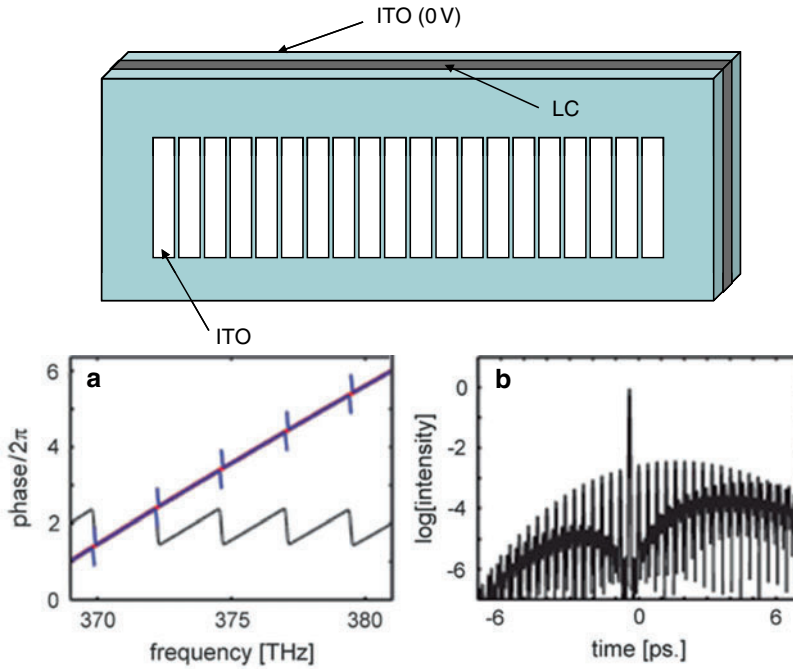 ITO (0 V)
LC
ITO
a
6
4
2
0
phase/2π
370
375
380
frequency [THz]
b
0
-2
-4
-6
log[intensity]
-6
0
6
time [ps.]